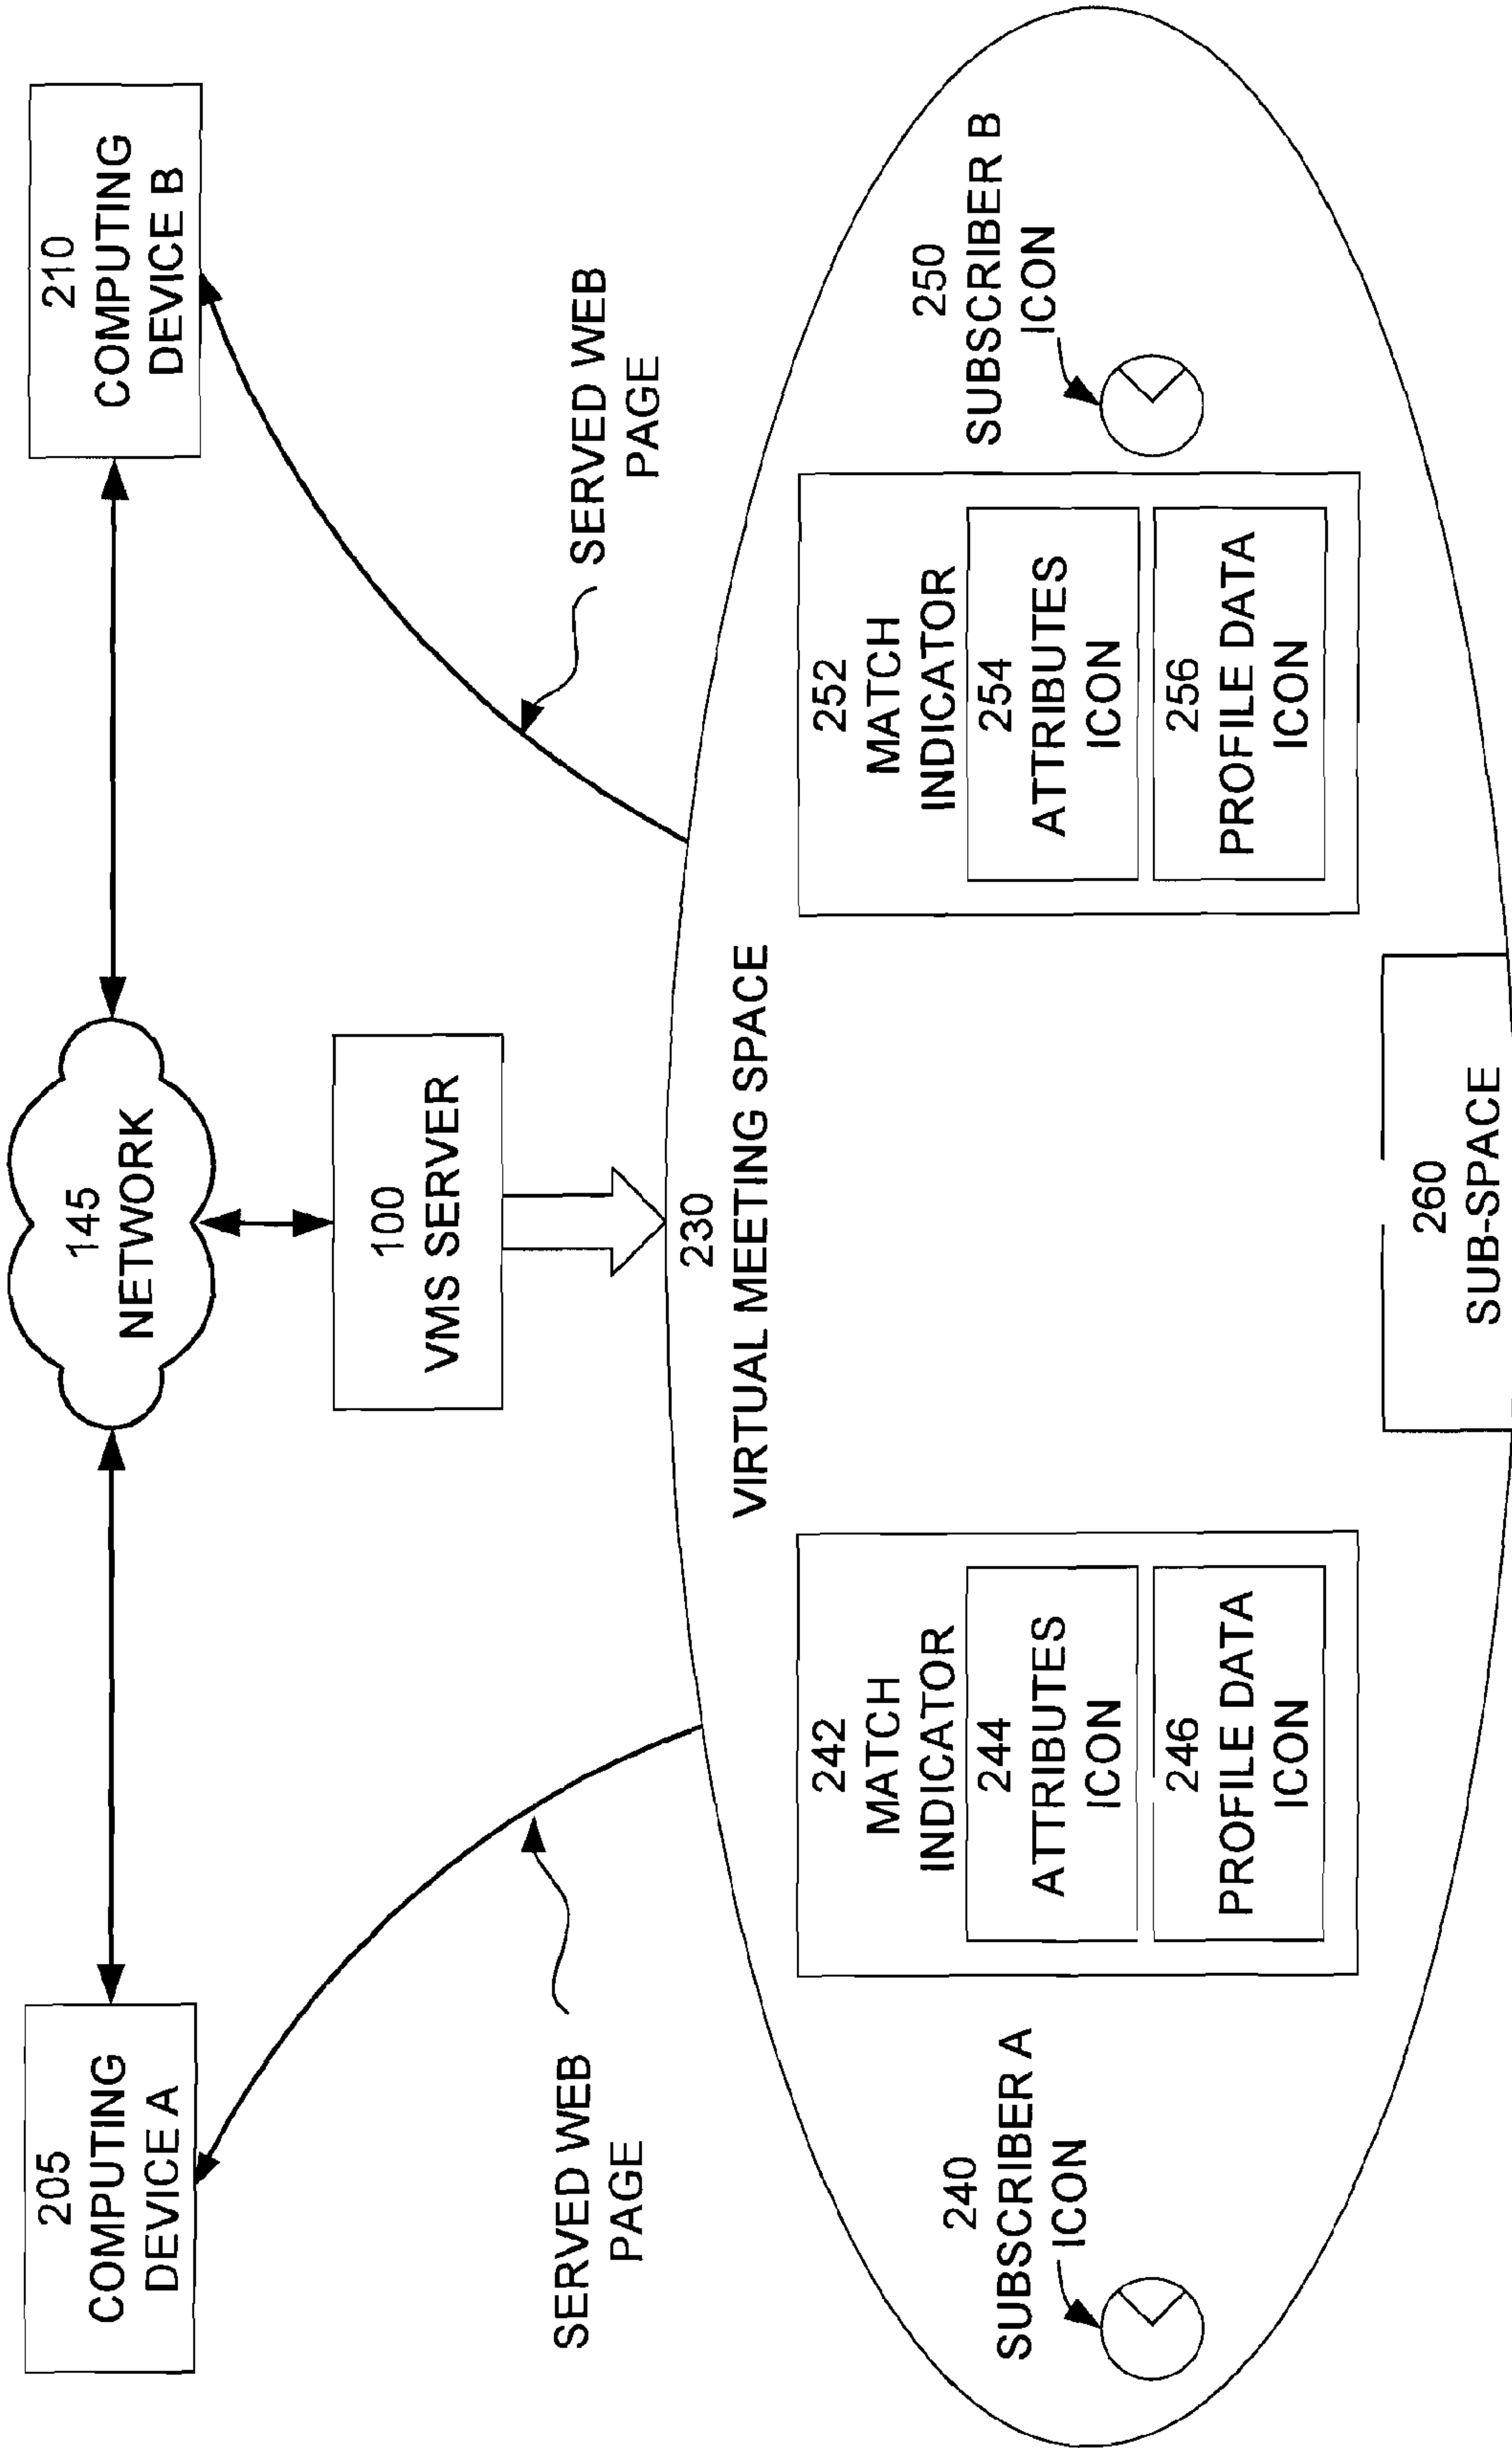 205
COMPUTING
DEVICE A
145
NETWORK
210
COMPUTING
DEVICE B
100
VMS SERVER
SERVED WEB
PAGE
SERVED WEB
PAGE
230
VIRTUAL MEETING SPACE
240
SUBSCRIBER A
ICON
242
MATCH
INDICATOR
244
ATTRIBUTES
ICON
246
PROFILE DATA
ICON
252
MATCH
INDICATOR
254
ATTRIBUTES
ICON
256
PROFILE DATA
ICON
250
SUBSCRIBER B
ICON
260
SUB-SPACE